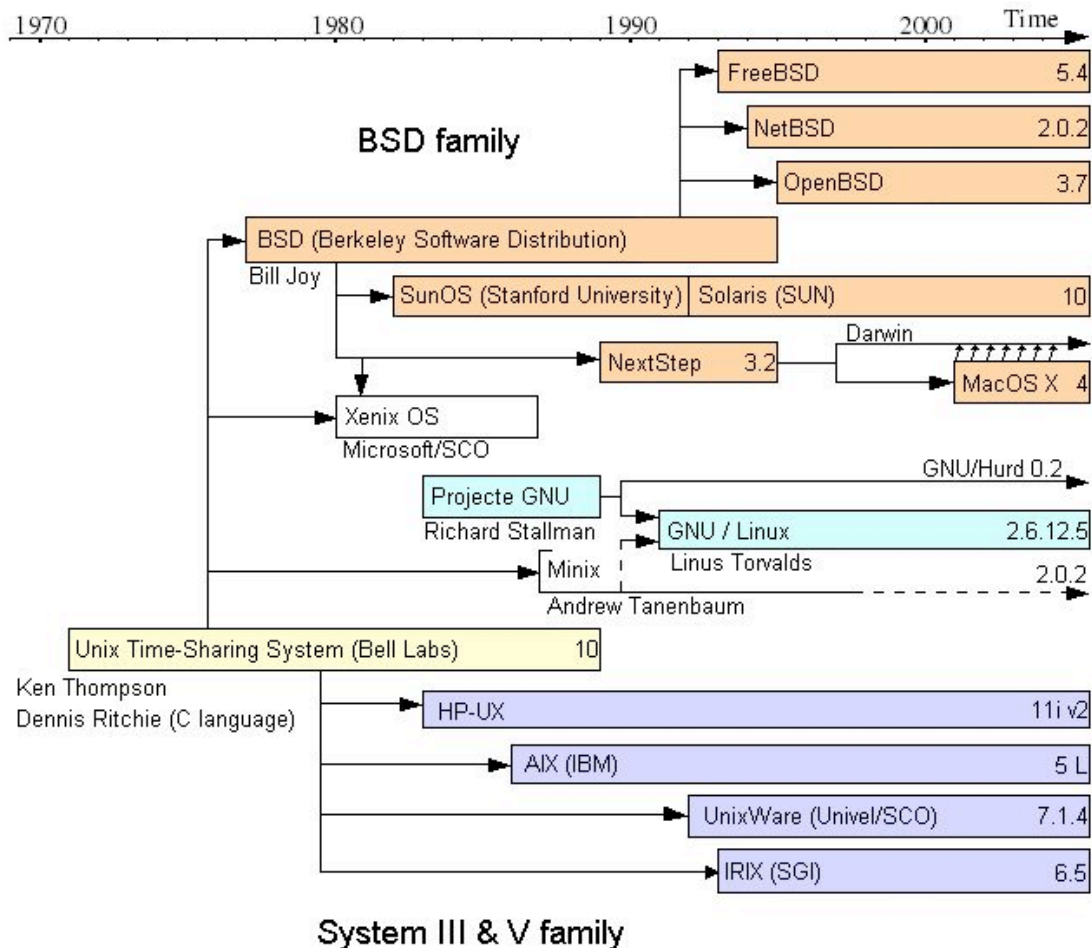 1970 1980 1990 2000 Time
FreeBSD 5.4
BSD family
NetBSD 2.0.2
OpenBSD 3.7
BSD (Berkeley Software Distribution)
Bill Joy
SunOS (Stanford University) Solaris (SUN) 10
Darwin
NextStep 3.2
MacOS X 4
Xenix OS
Microsoft/SCO
GNU/Hurd 0.2
Projecte GNU
Richard Stallman
GNU / Linux 2.6.12.5
Linus Torvalds
Minix 2.0.2
Andrew Tanenbaum
Unix Time-Sharing System (Bell Labs) 10
Ken Thompson
Dennis Ritchie (C language)
HP-UX 11i v2
AIX (IBM) 5 L
UnixWare (Univel/SCO) 7.1.4
IRIX (SGI) 6.5
System III & V family